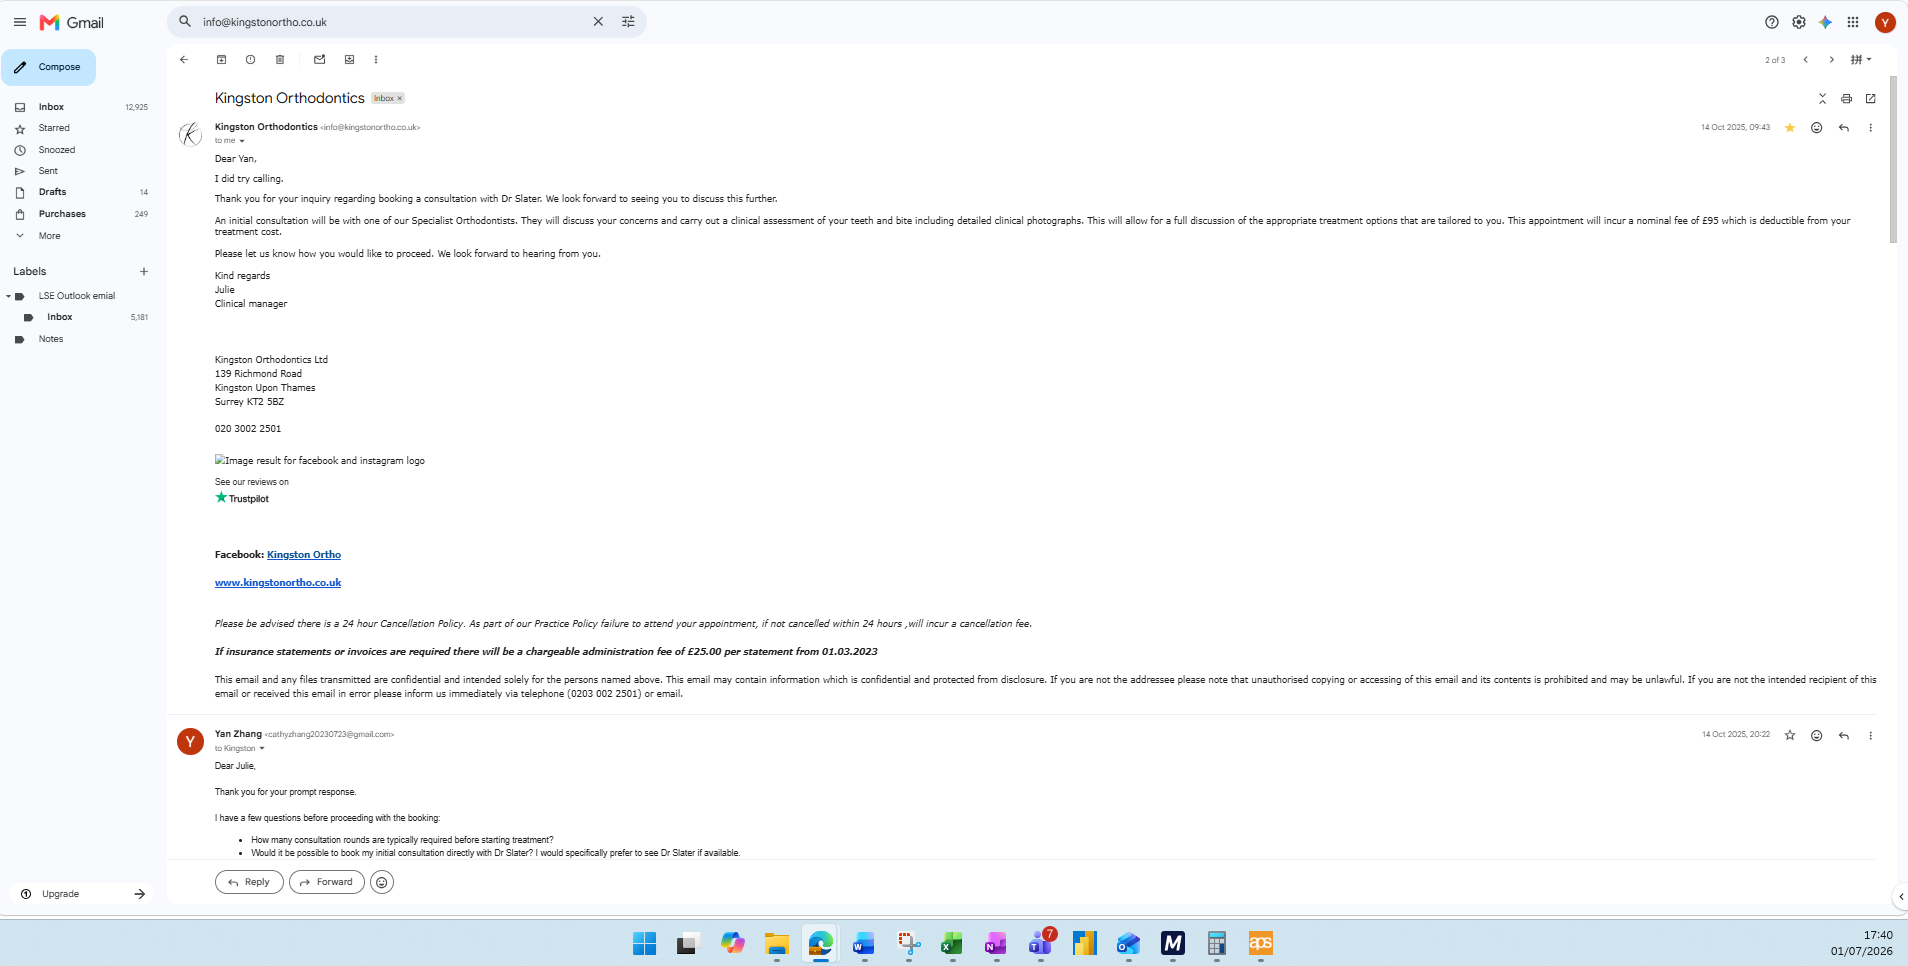 Gmail
info@kingstonortho.co.uk
Y
Compose
2 of 3
Inbox 12,925
Starred
Snoozed
Sent
Drafts 14
Purchases 249
More
Labels
LSE Outlook emial
Inbox 5,181
Notes
Upgrade
Kingston Orthodontics Inbox ×
Kingston Orthodontics <info@kingstonortho.co.uk> 14 Oct 2025, 09:43
to me
Dear Yan,
I did try calling.
Thank you for your inquiry regarding booking a consultation with Dr Slater. We look forward to seeing you to discuss this further.
An initial consultation will be with one of our Specialist Orthodontists. They will discuss your concerns and carry out a clinical assessment of your teeth and bite including detailed clinical photographs. This will allow for a full discussion of the appropriate treatment options that are tailored to you. This appointment will incur a nominal fee of £95 which is deductible from your
treatment cost.
Please let us know how you would like to proceed. We look forward to hearing from you.
Kind regards
Julie
Clinical manager
Kingston Orthodontics Ltd
139 Richmond Road
Kingston Upon Thames
Surrey KT2 5BZ
020 3002 2501
Image result for facebook and instagram logo
See our reviews on
Trustpilot
Facebook: Kingston Ortho
www.kingstonortho.co.uk
Please be advised there is a 24 hour Cancellation Policy. As part of our Practice Policy failure to attend your appointment, if not cancelled within 24 hours ,will incur a cancellation fee.
If insurance statements or invoices are required there will be a chargeable administration fee of £25.00 per statement from 01.03.2023
This email and any files transmitted are confidential and intended solely for the persons named above. This email may contain information which is confidential and protected from disclosure. If you are not the addressee please note that unauthorised copying or accessing of this email and its contents is prohibited and may be unlawful. If you are not the intended recipient of this
email or received this email in error please inform us immediately via telephone (0203 002 2501) or email.
Y
Yan Zhang <cathyzhang20230723@gmail.com> 14 Oct 2025, 20:22
to Kingston
Dear Julie,
Thank you for your prompt response.
I have a few questions before proceeding with the booking:
• How many consultation rounds are typically required before starting treatment?
• Would it be possible to book my initial consultation directly with Dr Slater? I would specifically prefer to see Dr Slater if available.
Reply
Forward
W
X
N
T
7
O
M
aps
17:40
01/07/2026